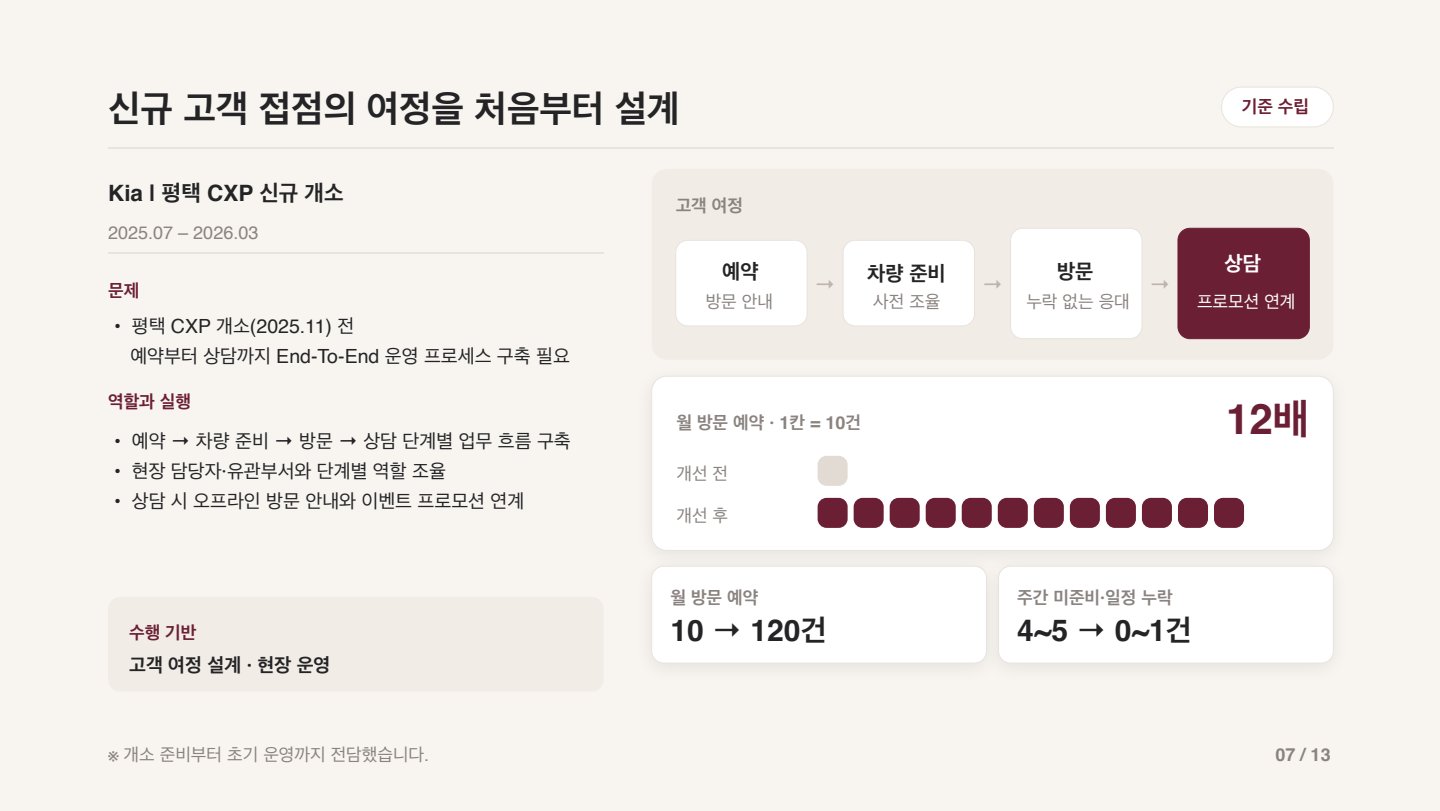 신규 고객 접점의 여정을 처음부터 설계
기준 수립
Kia | 평택 CXP 신규 개소
2025.07 – 2026.03
문제
• 평택 CXP 개소(2025.11) 전
예약부터 상담까지 End-To-End 운영 프로세스 구축 필요
역할과 실행
• 예약 → 차량 준비 → 방문 → 상담 단계별 업무 흐름 구축
• 현장 담당자·유관부서와 단계별 역할 조율
• 상담 시 오프라인 방문 안내와 이벤트 프로모션 연계
수행 기반
고객 여정 설계 · 현장 운영
고객 여정
예약
방문 안내
→
차량 준비
사전 조율
→
방문
누락 없는 응대
→
상담
프로모션 연계
월 방문 예약 · 1칸 = 10건
12배
개선 전
개선 후
월 방문 예약
10 → 120건
주간 미준비·일정 누락
4~5 → 0~1건
※ 개소 준비부터 초기 운영까지 전담했습니다.
07 / 13